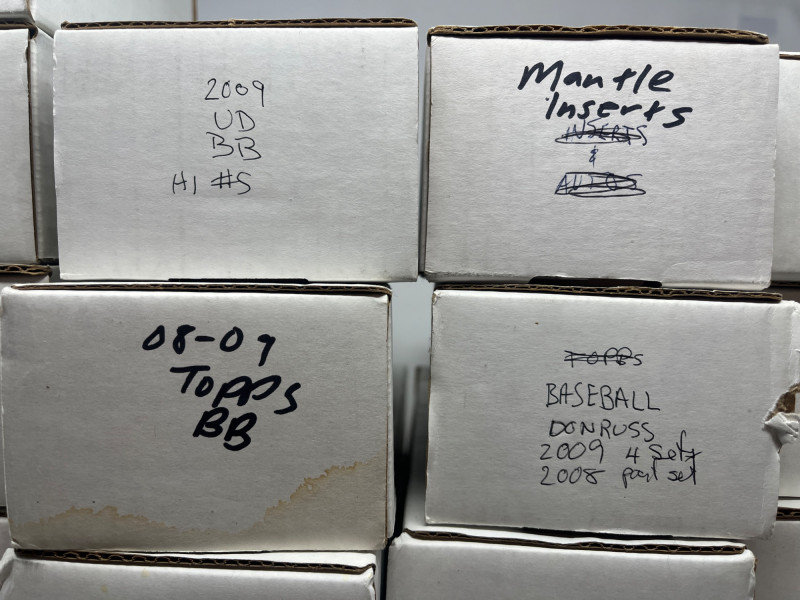 2009
UD
BB
HI #S
Mantle
Inserts
INSERTS
&
AUTOS
08-09
TOPPS
BB
TOPPS
BASEBALL
DONRUSS
2009 4 Sets
2008 part set